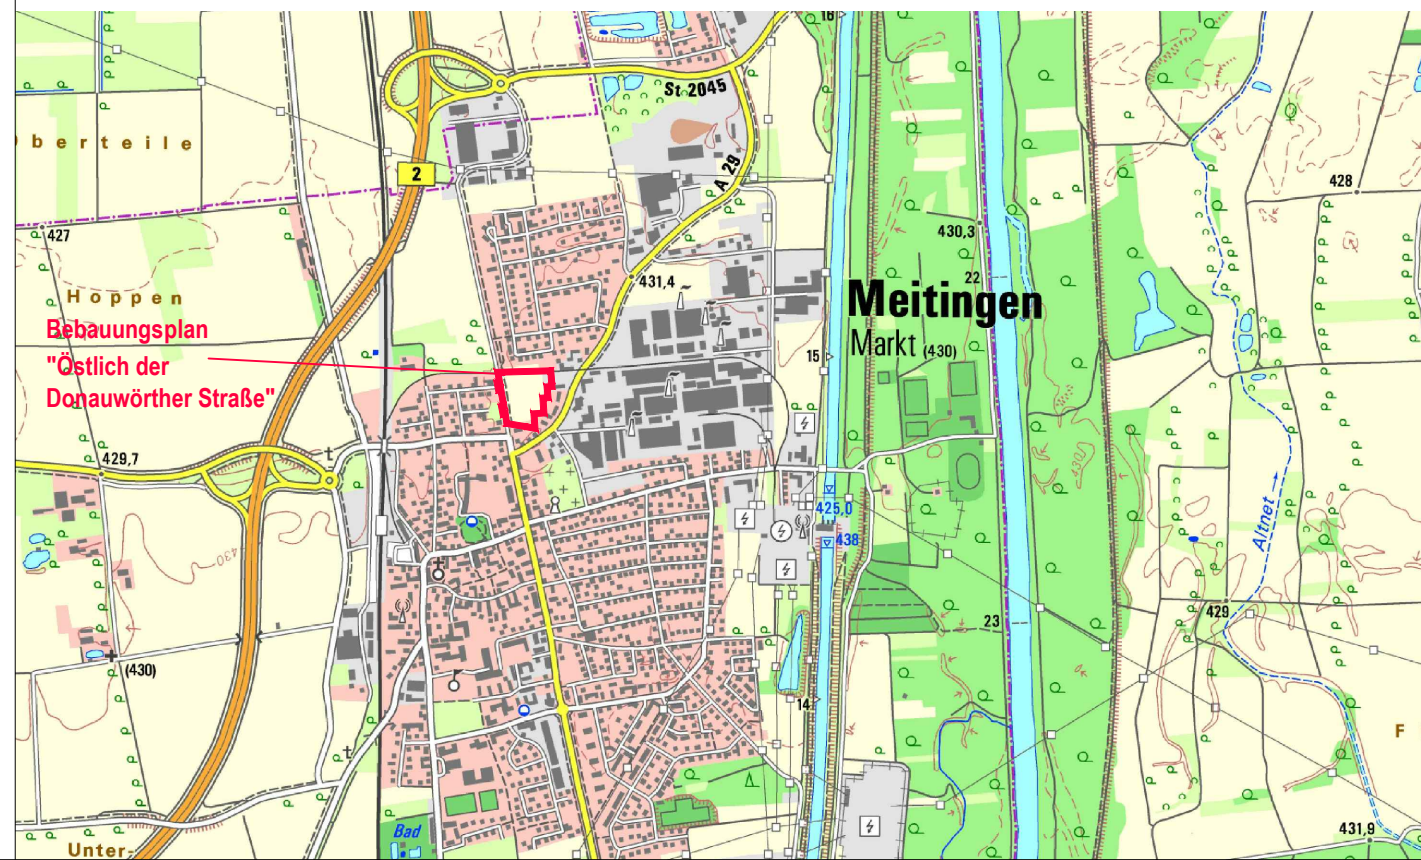 16
St 2045
Oberteile
2
A 29
428
427
430,3
22
431,4
Hoppen
Meitingen
Markt (430)
15
Bebauungsplan
"Östlich der
Donauwörther Straße"
429,7
425,0
438
Altnet
430
430
429
23
(430)
14
F
Bad
431,9
Unter-